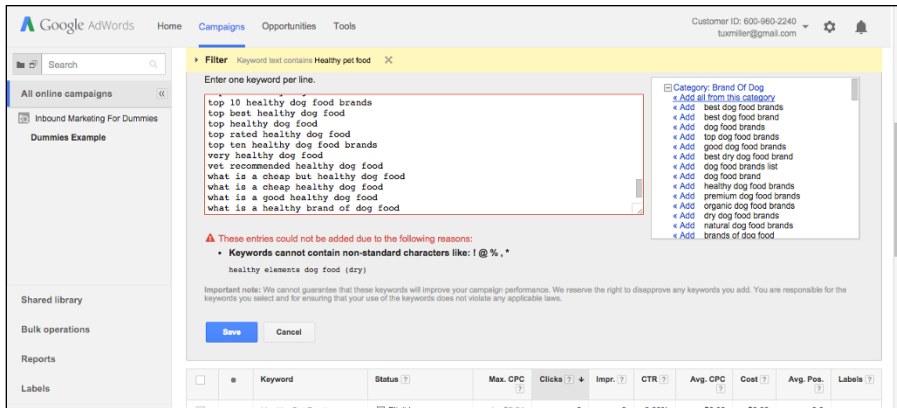 Google AdWords Home Campaigns Opportunities Tools Customer ID: 600-960-2240
tuxmiller@gmail.com
Search
Filter Keyword text contains Healthy pet food
Enter one keyword per line.
All online campaigns
Inbound Marketing For Dummies
Dummies Example
top 10 healthy dog food brands
top best healthy dog food
top healthy dog food
top rated healthy dog food
top ten healthy dog food brands
very healthy dog food
vet recommended healthy dog food
what is a cheap but healthy dog food
what is a cheap healthy dog food
what is a good healthy dog food
what is a healthy brand of dog food
Category: Brand Of Dog
« Add all from this category
« Add best dog food brands
« Add best dog food brand
« Add dog food brands
« Add top dog food brands
« Add good dog food brands
« Add best dry dog food brand
« Add dog food brands list
« Add dog food brand
« Add healthy dog food brands
« Add premium dog food brands
« Add organic dog food brands
« Add dry dog food brands
« Add natural dog food brands
« Add brands of dog food
These entries could not be added due to the following reasons:
• Keywords cannot contain non-standard characters like: ! @ % , *
healthy elements dog food (dry)
Important note: We cannot guarantee that these keywords will improve your campaign performance. We reserve the right to disapprove any keywords you add. You are responsible for the
keywords you select and for ensuring that your use of the keywords does not violate any applicable laws.
Save Cancel
Shared library
Bulk operations
Reports
Labels
Keyword Status ? Max. CPC ? Clicks ? Impr. ? CTR ? Avg. CPC ? Cost ? Avg. Pos. ? Labels ?